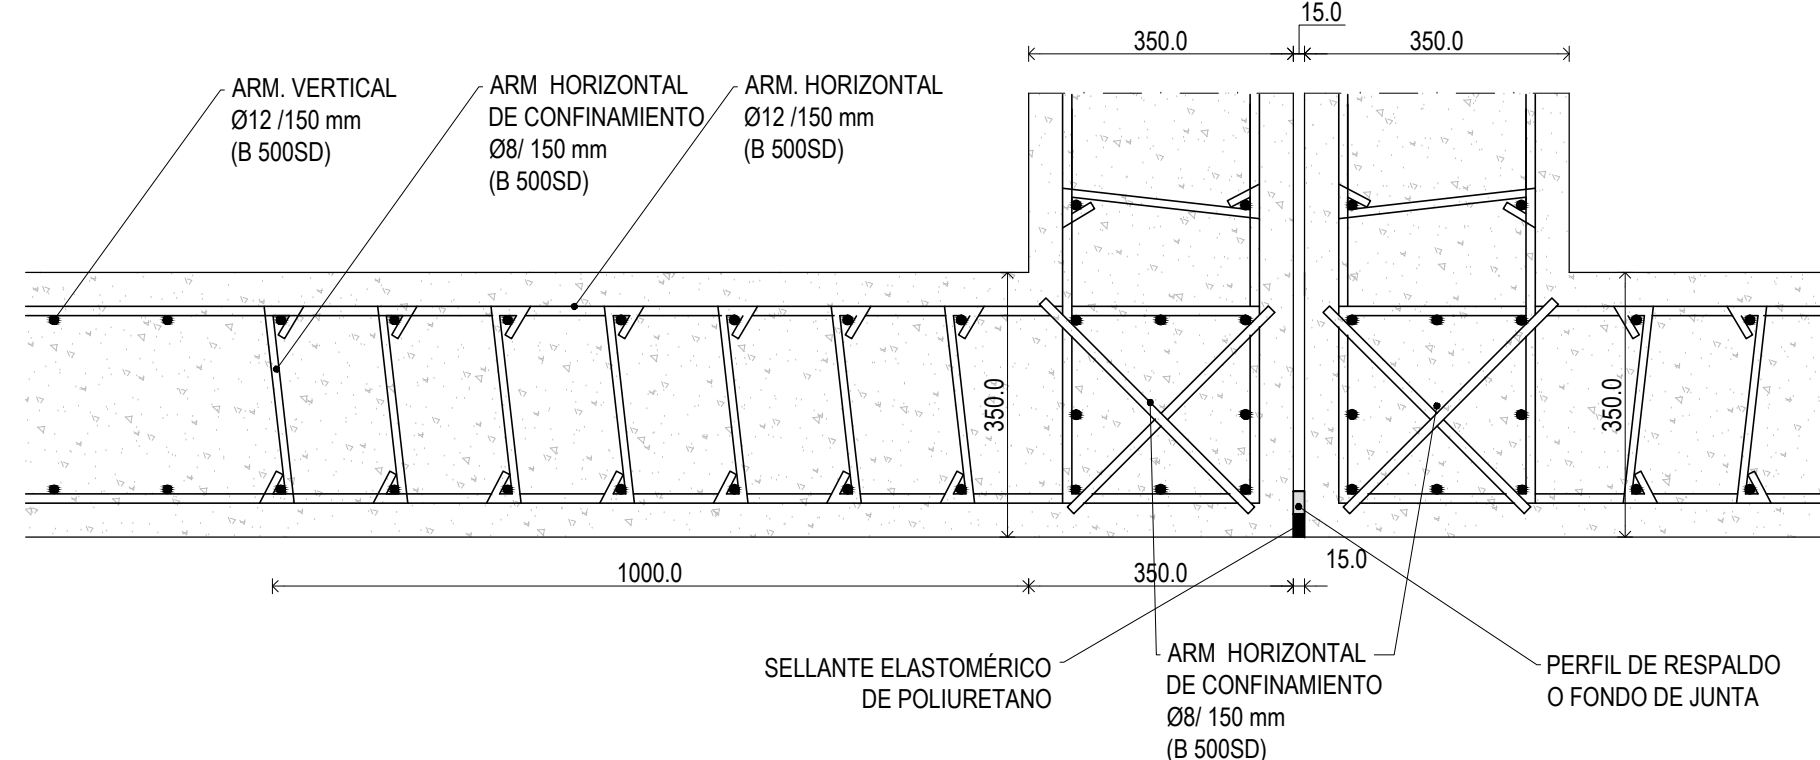 15.0
350.0
350.0
ARM. VERTICAL
Ø12 /150 mm
(B 500SD)
ARM HORIZONTAL
DE CONFINAMIENTO
Ø8/ 150 mm
(B 500SD)
ARM. HORIZONTAL
Ø12 /150 mm
(B 500SD)
350.0
350.0
1000.0
350.0
15.0
SELLANTE ELASTOMÉRICO
DE POLIURETANO
ARM HORIZONTAL
DE CONFINAMIENTO
Ø8/ 150 mm
(B 500SD)
PERFIL DE RESPALDO
O FONDO DE JUNTA